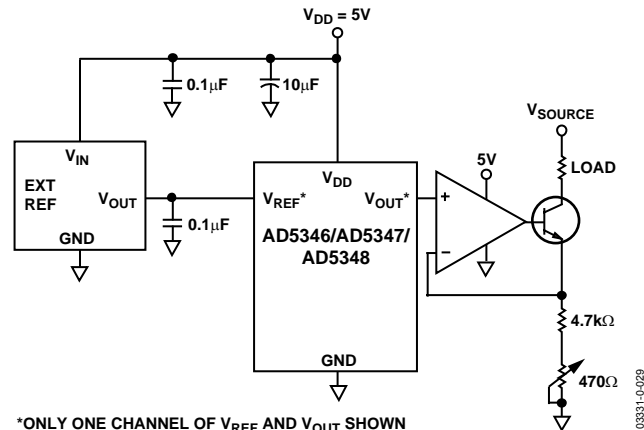 VDD = 5V
0.1µF
10µF
VSOURCE
LOAD
VIN
EXT
REF
VOUT
GND
0.1µF
VDD
VREF*
VOUT*
AD5346/AD5347/
AD5348
GND
5V
+
–
4.7kΩ
470Ω
*ONLY ONE CHANNEL OF VREF AND VOUT SHOWN
03331-0-029